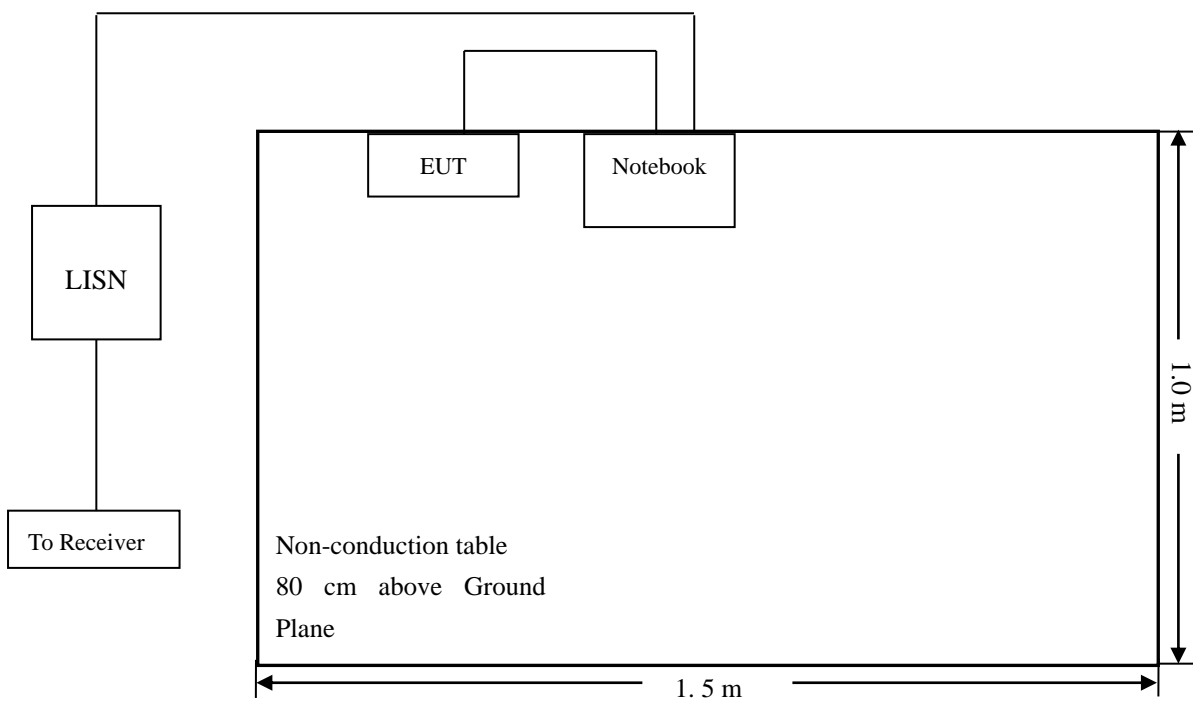 EUT
Notebook
LISN
1.0 m
To Receiver
Non-conduction table
80 cm above Ground
Plane
1. 5 m